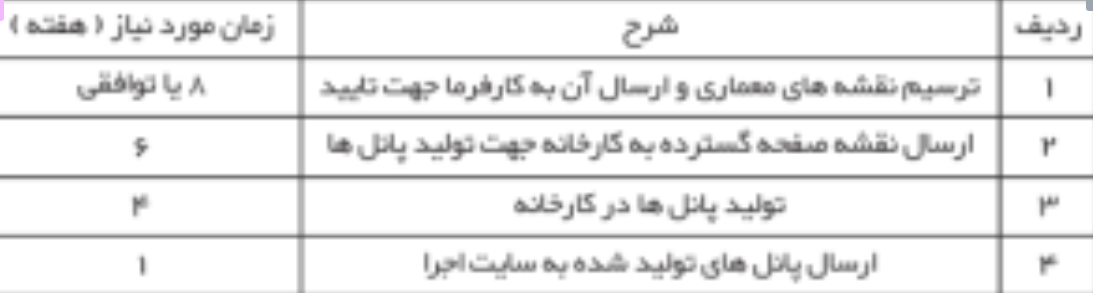 ردیف شرح زمان مورد نیاز ( هفته )
۱ ترسیم نقشه های معماری و ارسال آن به کارفرما جهت تایید ۸ یا توافقی
۲ ارسال نقشه صفحه گسترده به کارخانه جهت تولید پانل ها ۶
۳ تولید پانل ها در کارخانه ۴
۴ ارسال پانل های تولید شده به سایت اجرا ۱